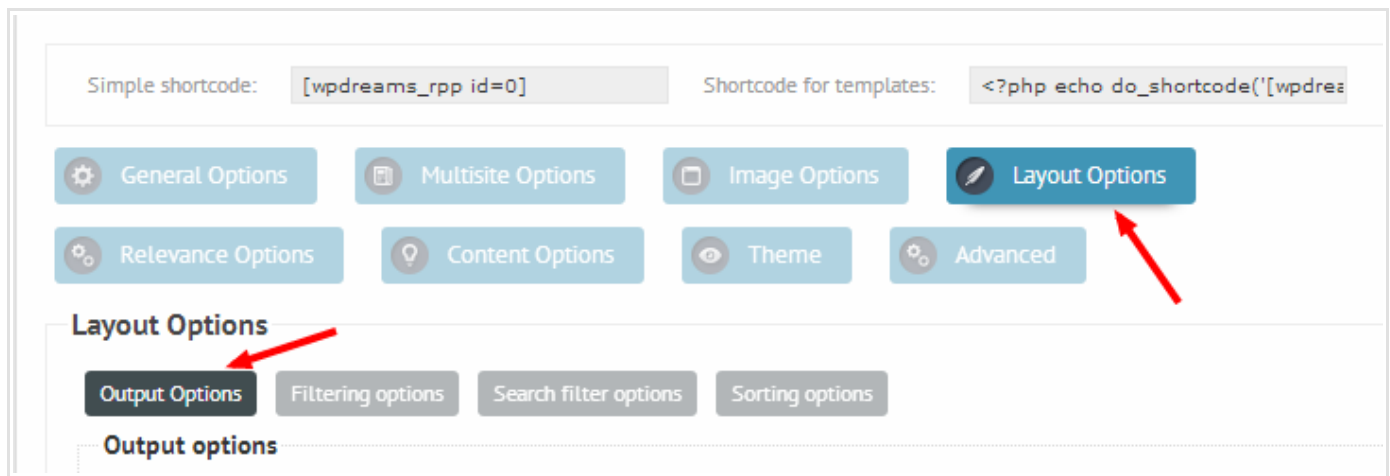 Simple shortcode: [wpdreams_rpp id=0] Shortcode for templates: <?php echo do_shortcode('[wpdrea
General Options Multisite Options Image Options Layout Options
Relevance Options Content Options Theme Advanced
Layout Options
Output Options Filtering options Search filter options Sorting options
Output options